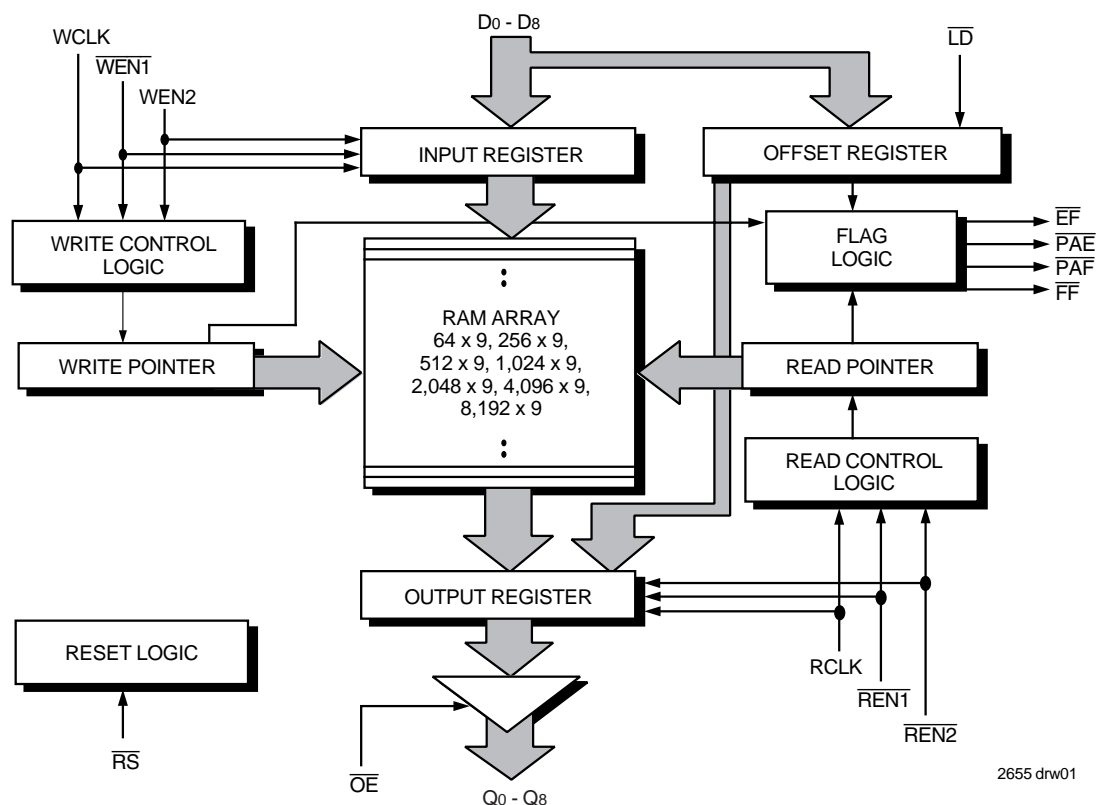 D0 - D8
WCLK
LD
WEN1
WEN2
INPUT REGISTER
OFFSET REGISTER
WRITE CONTROL
LOGIC
FLAG
LOGIC
EF
PAE
PAF
FF
RAM ARRAY
64 x 9, 256 x 9,
512 x 9, 1,024 x 9,
2,048 x 9, 4,096 x 9,
8,192 x 9
WRITE POINTER
READ POINTER
READ CONTROL
LOGIC
OUTPUT REGISTER
RESET LOGIC
RCLK
REN1
REN2
RS
OE
Q0 - Q8
2655 drw01